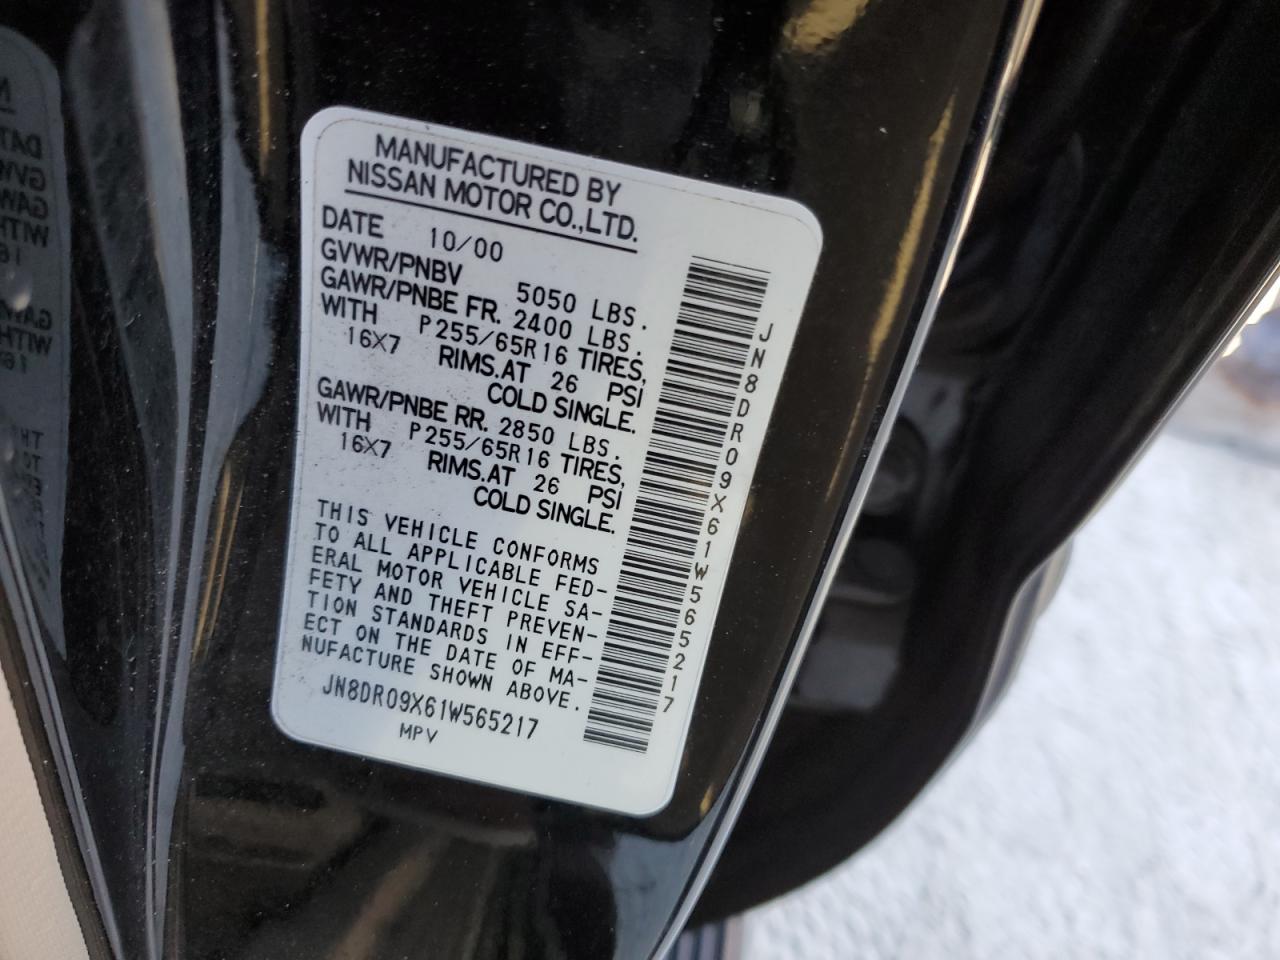 MANUFACTURED BY
NISSAN MOTOR CO.,LTD.
DATE 10/00
GVWR/PNBV 5050 LBS.
GAWR/PNBE FR. 2400 LBS.
WITH P255/65R16 TIRES,
16X7 RIMS.AT 26 PSI
COLD SINGLE.
GAWR/PNBE RR. 2850 LBS.
WITH P255/65R16 TIRES,
16X7 RIMS.AT 26 PSI
COLD SINGLE.
THIS VEHICLE CONFORMS
TO ALL APPLICABLE FED-
ERAL MOTOR VEHICLE SA-
FETY AND THEFT PREVEN-
TION STANDARDS IN EFF-
ECT ON THE DATE OF MA-
NUFACTURE SHOWN ABOVE.
JN8DR09X61W565217
MPV
JN8DR09X61W565217